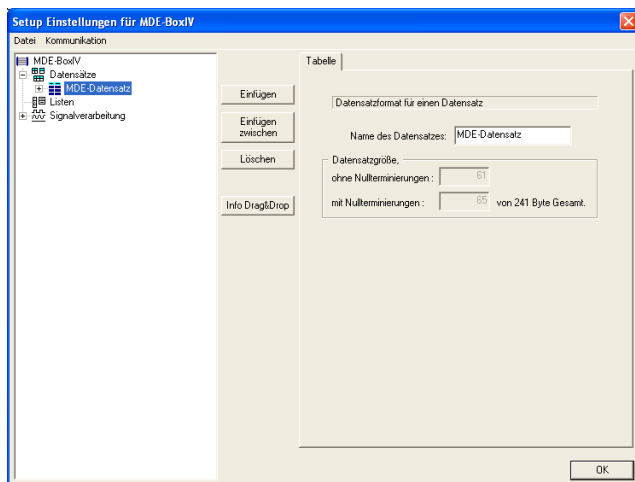 Setup Einstellungen für MDE-BoxIV
Datei Kommunikation
MDE-BoxIV
Datensätze
MDE-Datensatz
Listen
Signalverarbeitung
Einfügen
Einfügen
zwischen
Löschen
Info Drag&Drop
Tabelle
Datensatzformat für einen Datensatz
Name des Datensatzes: MDE-Datensatz
Datensatzgröße,
ohne Nullterminierungen : 61
mit Nullterminierungen : 65 von 241 Byte Gesamt.
OK